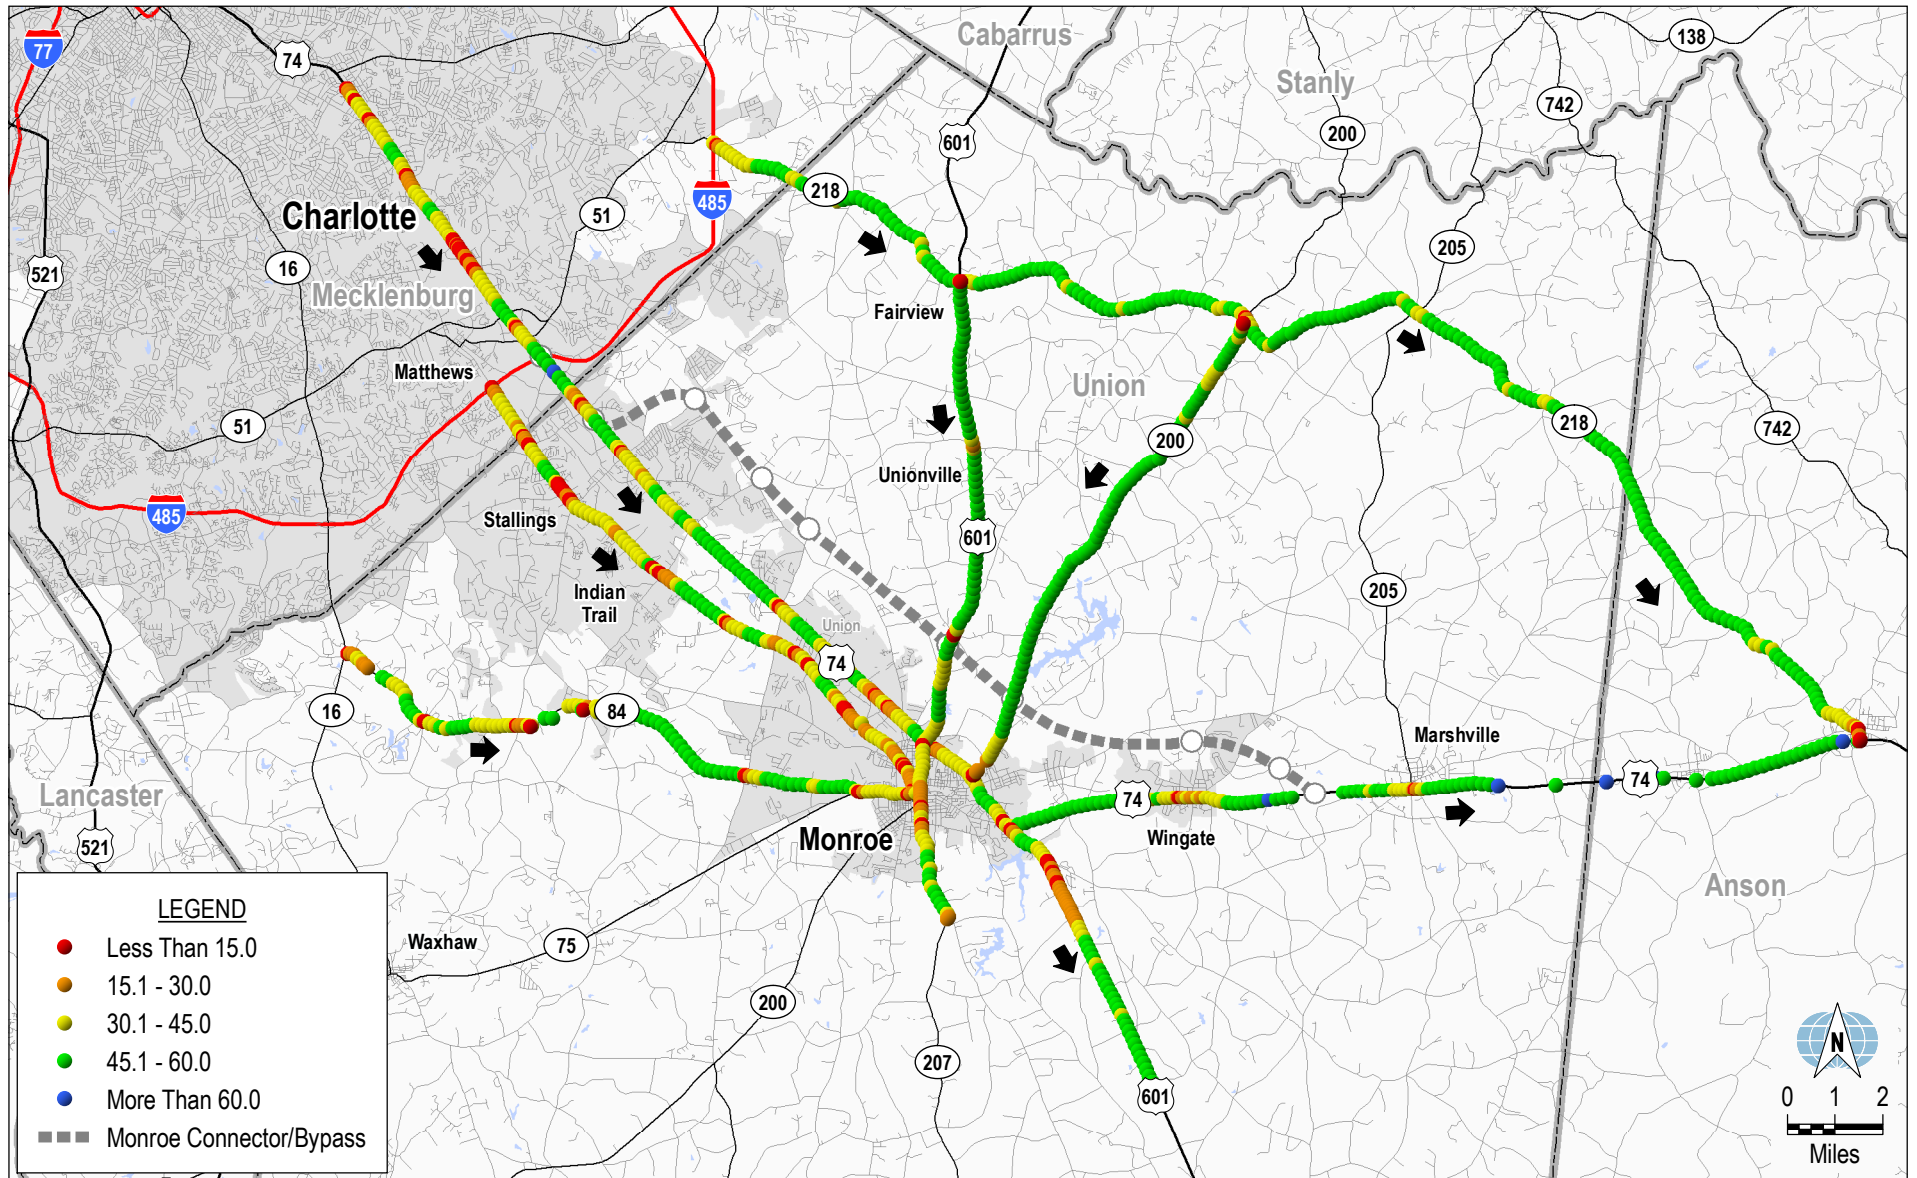 77
74
Cabarrus
138
Stanly
742
200
601
485
218
51
Charlotte
205
16
521
Mecklenburg
Fairview
Matthews
Union
51
218
742
200
Unionville
485
Stallings
601
Indian
Trail
205
Union
74
16
84
Marshville
Lancaster
74
74
Wingate
Monroe
521
Anson
Waxhaw
75
200
207
601
LEGEND
Less Than 15.0
15.1 - 30.0
30.1 - 45.0
45.1 - 60.0
More Than 60.0
Monroe Connector/Bypass
N
0 1 2
Miles